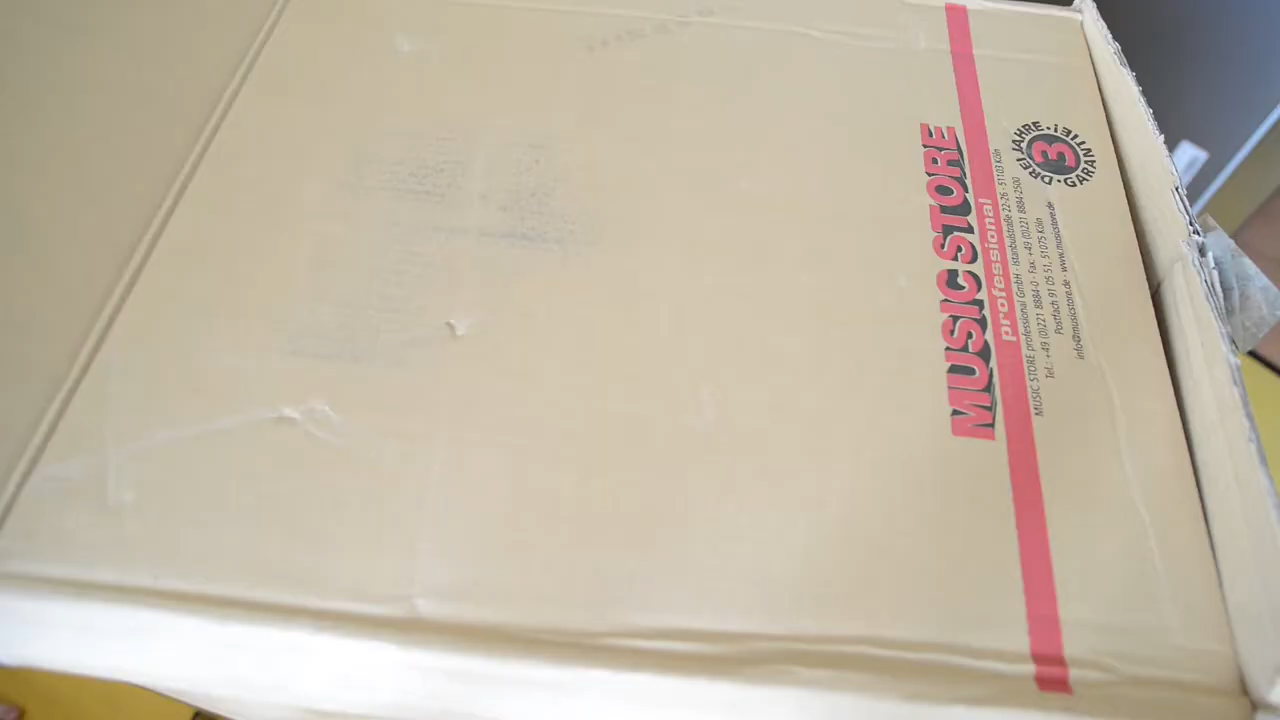 MUSIC STORE
professional
MUSIC STORE professional GmbH · Istanbulstraße 22-26 · 51103 Köln
Tel.: +49 (0)221 8884-0 · Fax: +49 (0)221 8884-2500
Postfach 91 05 51, 51075 Köln
info@musicstore.de · www.musicstore.de
DREI JAHRE
3
GARANTIE!